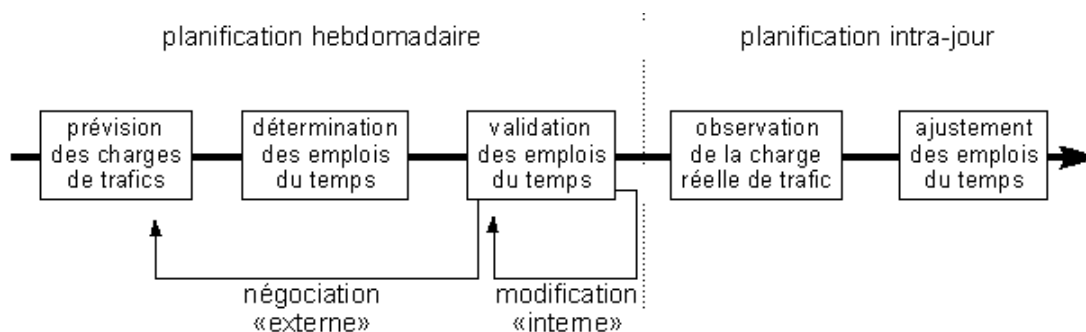 planification hebdomadaire
planification intra-jour
prévision
des charges
de trafics
détermination
des emplois
du temps
validation
des emplois
du temps
observation
de la charge
réelle de trafic
ajustement
des emplois
du temps
négociation
«externe»
modification
«interne»